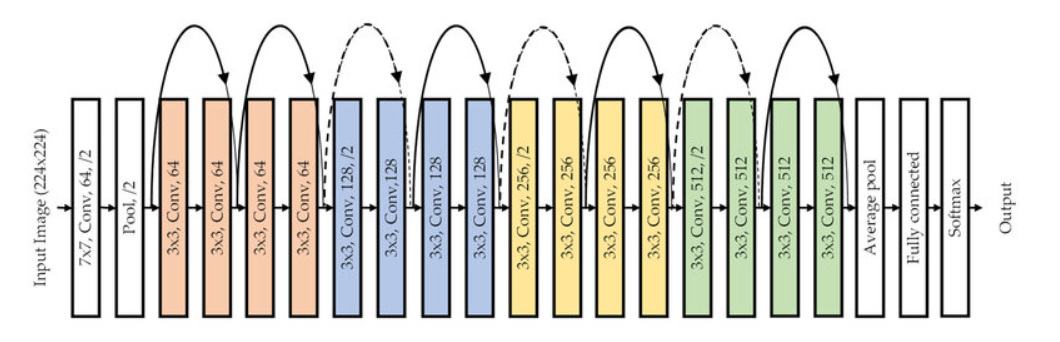 Input Image (224x224)
7x7, Conv, 64, /2
Pool, /2
3x3, Conv, 64
3x3, Conv, 64
3x3, Conv, 64
3x3, Conv, 64
3x3, Conv, 128, /2
3x3, Conv,128
3x3, Conv, 128
3x3, Conv, 128
3x3, Conv, 256, /2
3x3, Conv, 256
3x3, Conv, 256
3x3, Conv, 256
3x3, Conv, 512, /2
3x3, Conv, 512
3x3, Conv, 512
3x3, Conv, 512
Average pool
Fully connected
Softmax
Output